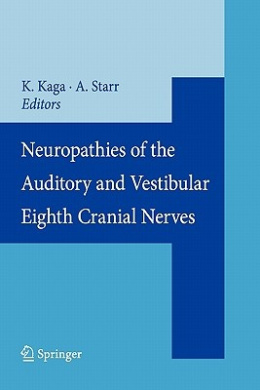 K. Kaga · A. Starr
Editors
Neuropathies of the
Auditory and Vestibular
Eighth Cranial Nerves
Springer